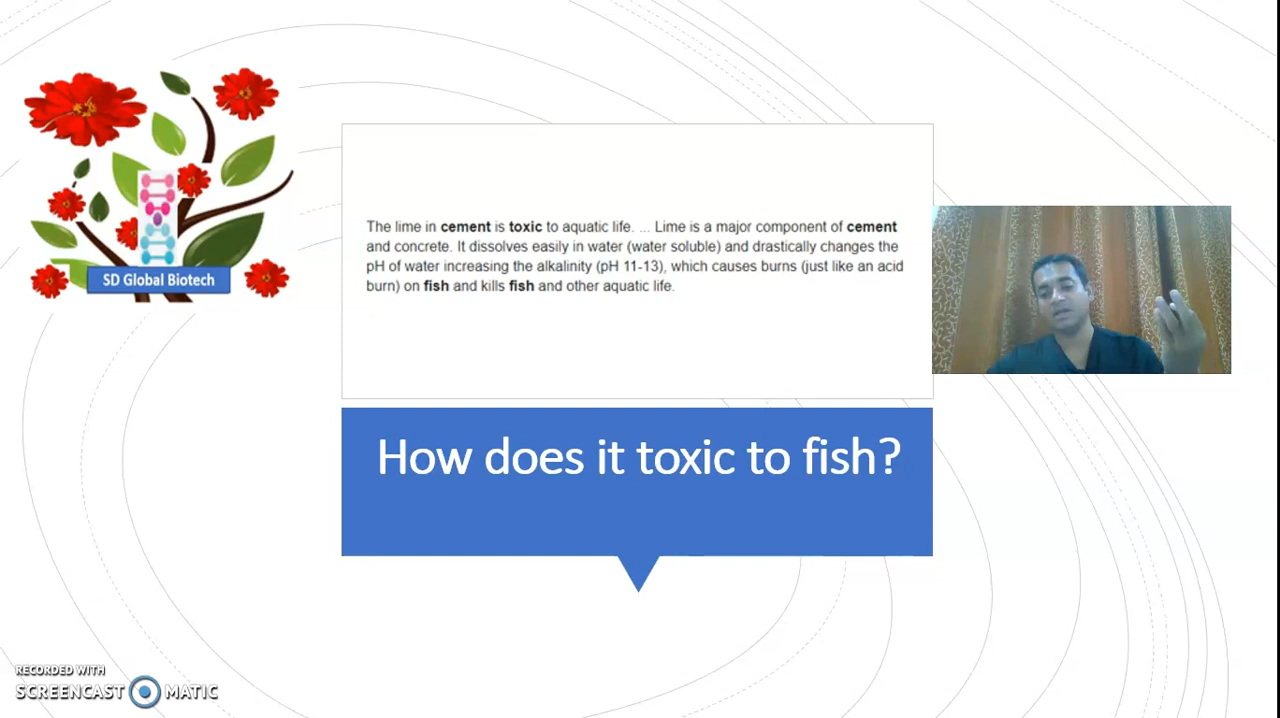 The lime in cement is toxic to aquatic life. ... Lime is a major component of cement
and concrete. It dissolves easily in water (water soluble) and drastically changes the
pH of water increasing the alkalinity (pH 11-13), which causes burns (just like an acid
burn) on fish and kills fish and other aquatic life.
SD Global Biotech
How does it toxic to fish?
RECORDED WITH
SCREENCAST MATIC